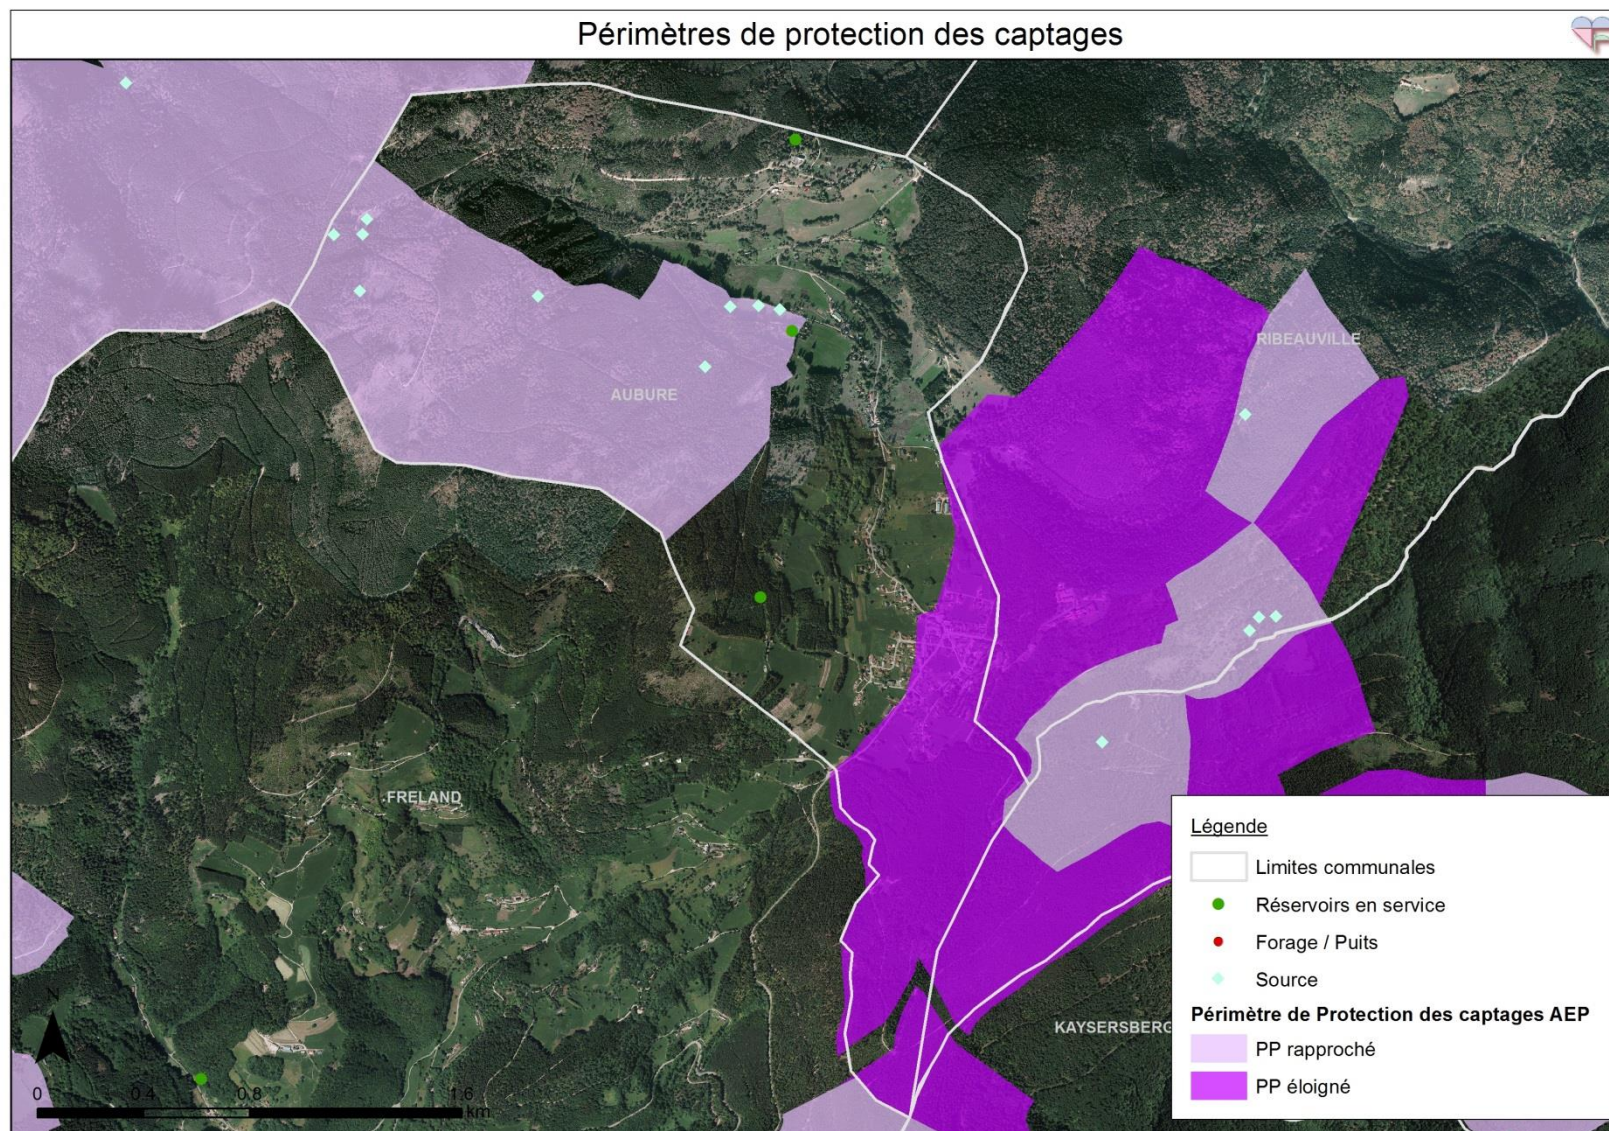 Périmètres de protection des captages
RIBEAUVILLE
AUBURE
FRELAND
KAYSERSBERG
Légende
Limites communales
Réservoirs en service
Forage / Puits
Source
Périmètre de Protection des captages AEP
PP rapproché
PP éloigné
N
0 0.4 0.8 1.6
km